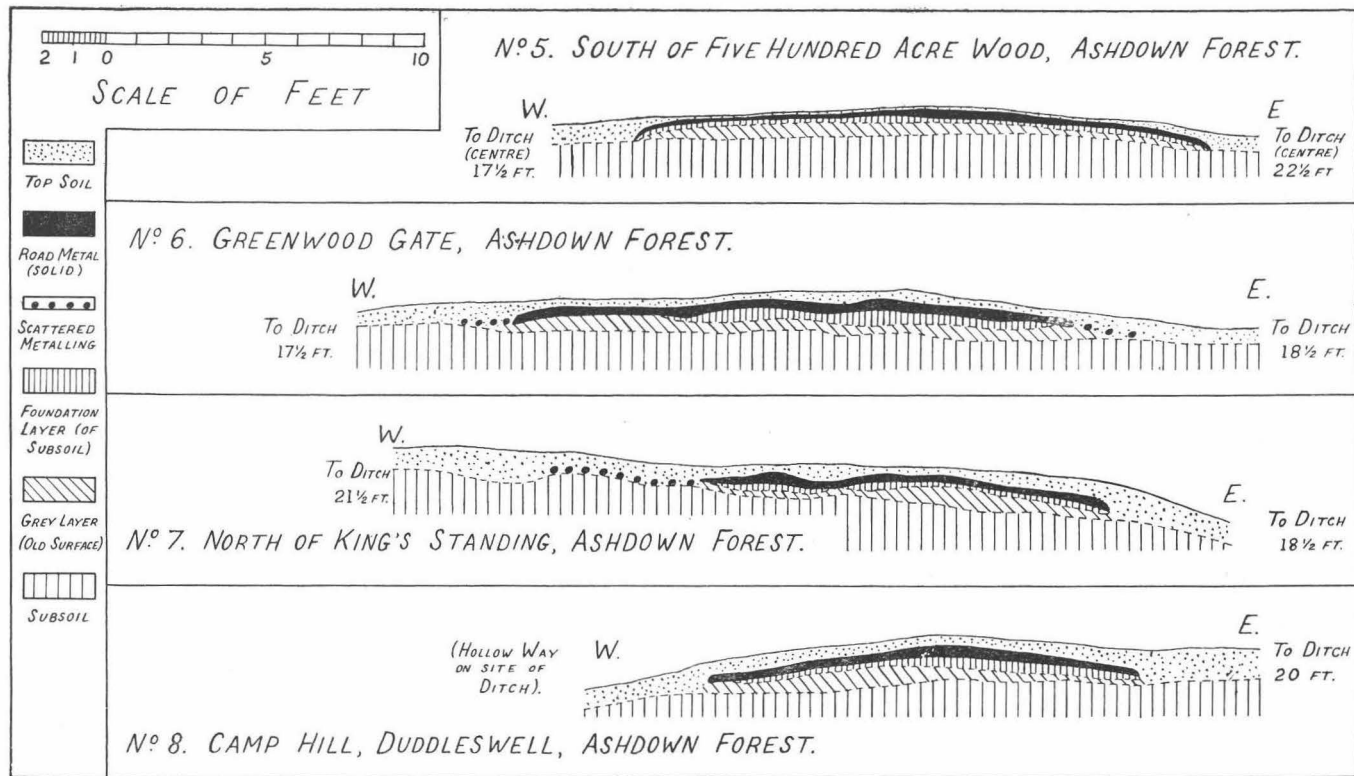 2 1 0 5 10
SCALE OF FEET
TOP SOIL
ROAD METAL
(SOLID)
SCATTERED
METALLING
FOUNDATION
LAYER (OF
SUBSOIL)
GREY LAYER
(OLD SURFACE)
SUBSOIL
Nº 5. SOUTH OF FIVE HUNDRED ACRE WOOD, ASHDOWN FOREST.
W.
E
TO DITCH
(CENTRE)
17½ FT.
TO DITCH
(CENTRE)
22½ FT
Nº 6. GREENWOOD GATE, ASHDOWN FOREST.
W.
E.
TO DITCH
17½ FT.
TO DITCH
18½ FT.
W.
TO DITCH
21½ FT.
E.
TO DITCH
18½ FT.
Nº 7. NORTH OF KING'S STANDING, ASHDOWN FOREST.
(HOLLOW WAY
ON SITE OF
DITCH).
W.
E.
TO DITCH
20 FT.
Nº 8. CAMP HILL, DUDDLESWELL, ASHDOWN FOREST.